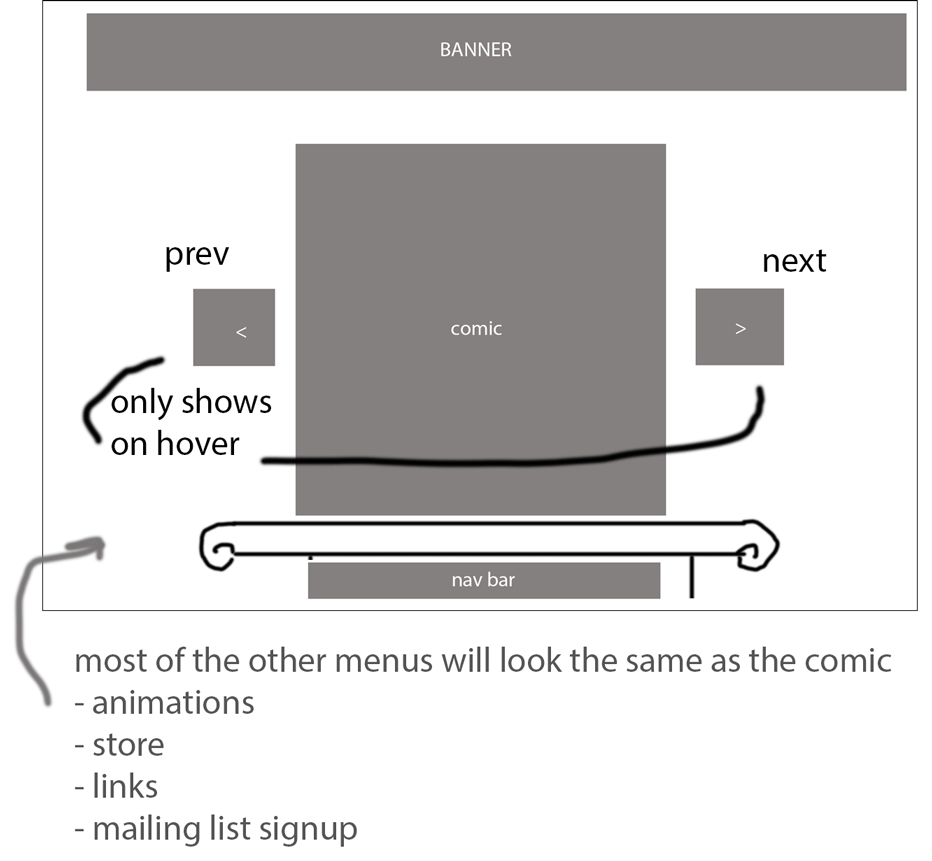 BANNER
prev
next
<
comic
>
only shows
on hover
nav bar
most of the other menus will look the same as the comic
- animations
- store
- links
- mailing list signup